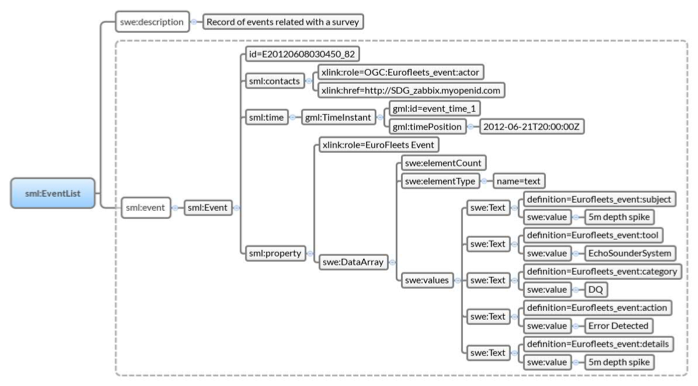 sml:EventList
swe:description
Record of events related with a survey
sml:event
sml:Event
id=E20120608030450_82
sml:contacts
xlink:role=OGC:Eurofleets_event:actor
xlink:href=http://SDG_zabbix.myopenid.com
sml:time
gml:TimeInstant
gml:id=event_time_1
gml:timePosition
2012-06-21T20:00:00Z
sml:property
xlink:role=EuroFleets Event
swe:DataArray
swe:elementCount
swe:elementType
name=text
swe:values
swe:Text
definition=Eurofleets_event:subject
swe:value
5m depth spike
swe:Text
definition=Eurofleets_event:tool
swe:value
EchoSounderSystem
swe:Text
definition=Eurofleets_event:category
swe:value
DQ
swe:Text
definition=Eurofleets_event:action
swe:value
Error Detected
swe:Text
definition=Eurofleets_event:details
swe:value
5m depth spike